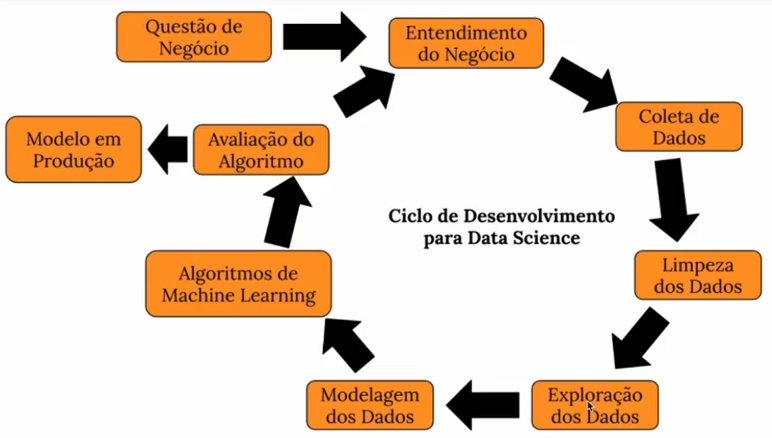 Questão de
Negócio
Entendimento
do Negócio
Coleta de
Dados
Limpeza
dos Dados
Exploração
dos Dados
Modelagem
dos Dados
Algoritmos de
Machine Learning
Avaliação do
Algoritmo
Modelo em
Produção
Ciclo de Desenvolvimento
para Data Science